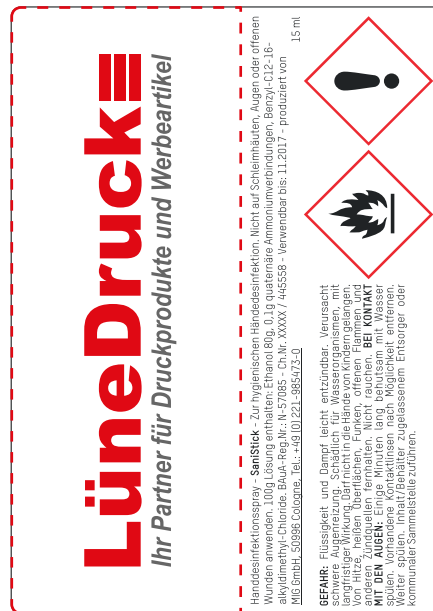 LüneDruck
Ihr Partner für Druckprodukte und Werbeartikel
Handdesinfektionsspray - SaniStick - Zur hygienischen Händedesinfektion. Nicht auf Schleimhäuten, Augen oder offenen
Wunden anwenden. 100g Lösung enthalten: Ethanol 80g, 0,1g quaternäre Ammoniumverbindungen, Benzyl-C12-16-
alkyldimethyl-Chloride. BAuA-Reg.Nr.: N-57085 - Ch.Nr. XXXXX / 445558 - Verwendbar bis: 11.2017 - produziert von
MIG GmbH, 50996 Cologne, Tel.: +49(0)221-985473-0 15 ml
GEFAHR: Flüssigkeit und Dampf leicht entzündbar. Verursacht
schwere Augenreizung. Schädlich für Wasserorganismen, mit
langfristiger Wirkung. Darf nicht in die Hände von Kindern gelangen.
Von Hitze, heißen Oberflächen, Funken, offenen Flammen und
anderen Zündquellen fernhalten. Nicht rauchen. BEI KONTAKT
MIT DEN AUGEN: Einige Minuten lang behutsam mit Wasser
spülen. Vorhandene Kontaktlinsen nach Möglichkeit entfernen.
Weiter spülen. Inhalt/Behälter zugelassenem Entsorger oder
kommunaler Sammelstelle zuführen.